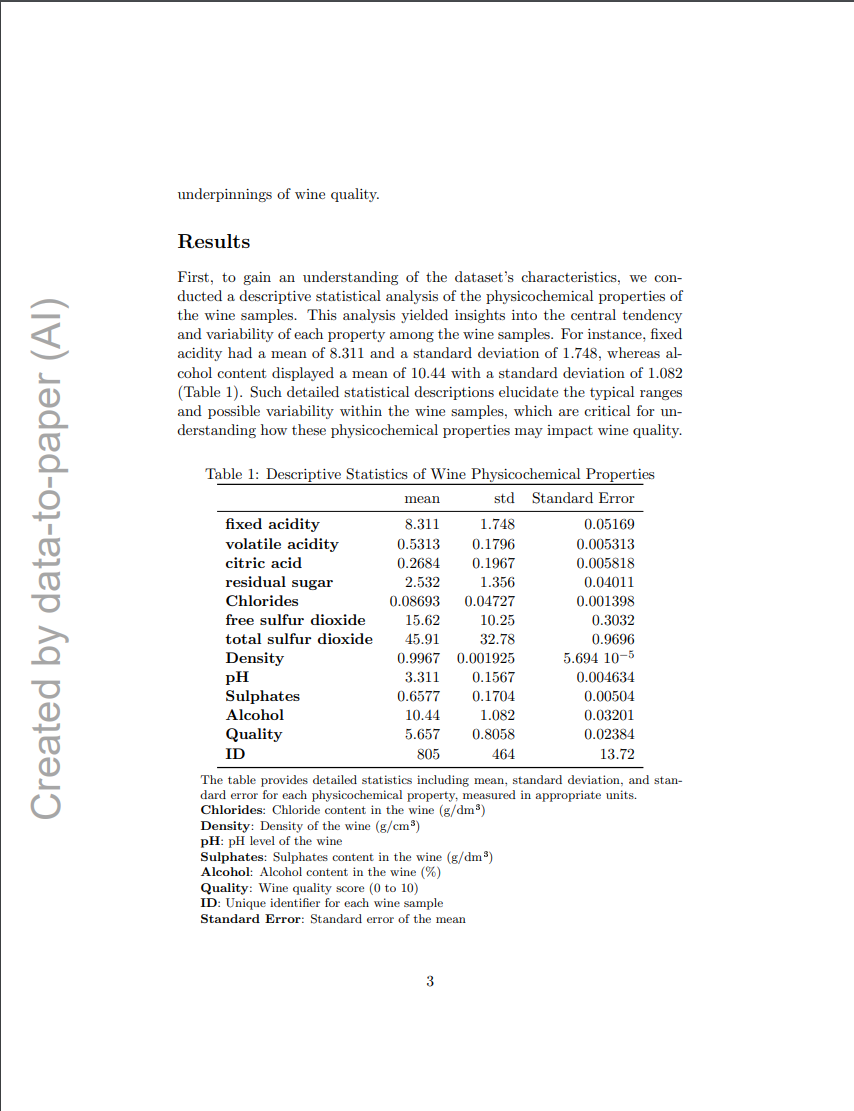 Created by data-to-paper (AI)
underpinnings of wine quality.
Results
First, to gain an understanding of the dataset's characteristics, we con-
ducted a descriptive statistical analysis of the physicochemical properties of
the wine samples. This analysis yielded insights into the central tendency
and variability of each property among the wine samples. For instance, fixed
acidity had a mean of 8.311 and a standard deviation of 1.748, whereas al-
cohol content displayed a mean of 10.44 with a standard deviation of 1.082
(Table 1). Such detailed statistical descriptions elucidate the typical ranges
and possible variability within the wine samples, which are critical for un-
derstanding how these physicochemical properties may impact wine quality.
Table 1: Descriptive Statistics of Wine Physicochemical Properties
mean std Standard Error
fixed acidity 8.311 1.748 0.05169
volatile acidity 0.5313 0.1796 0.005313
citric acid 0.2684 0.1967 0.005818
residual sugar 2.532 1.356 0.04011
Chlorides 0.08693 0.04727 0.001398
free sulfur dioxide 15.62 10.25 0.3032
total sulfur dioxide 45.91 32.78 0.9696
Density 0.9967 0.001925 5.694 10⁻⁵
pH 3.311 0.1567 0.004634
Sulphates 0.6577 0.1704 0.00504
Alcohol 10.44 1.082 0.03201
Quality 5.657 0.8058 0.02384
ID 805 464 13.72
The table provides detailed statistics including mean, standard deviation, and stan-
dard error for each physicochemical property, measured in appropriate units.
Chlorides: Chloride content in the wine (g/dm³)
Density: Density of the wine (g/cm³)
pH: pH level of the wine
Sulphates: Sulphates content in the wine (g/dm³)
Alcohol: Alcohol content in the wine (%)
Quality: Wine quality score (0 to 10)
ID: Unique identifier for each wine sample
Standard Error: Standard error of the mean
3